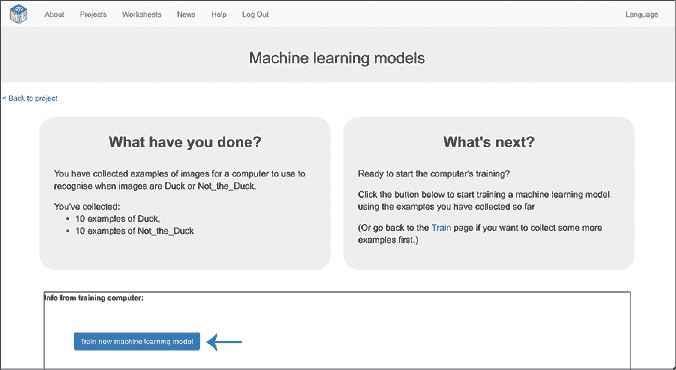 About Projects Worksheets News Help Log Out Language
Machine learning models
< Back to project
What have you done?
You have collected examples of images for a computer to use to
recognise when images are Duck or Not_the_Duck.
You've collected:
• 10 examples of Duck,
• 10 examples of Not_the_Duck
What's next?
Ready to start the computer's training?
Click the button below to start training a machine learning model
using the examples you have collected so far
(Or go back to the Train page if you want to collect some more
examples first.)
Info from training computer:
Train new machine learning model